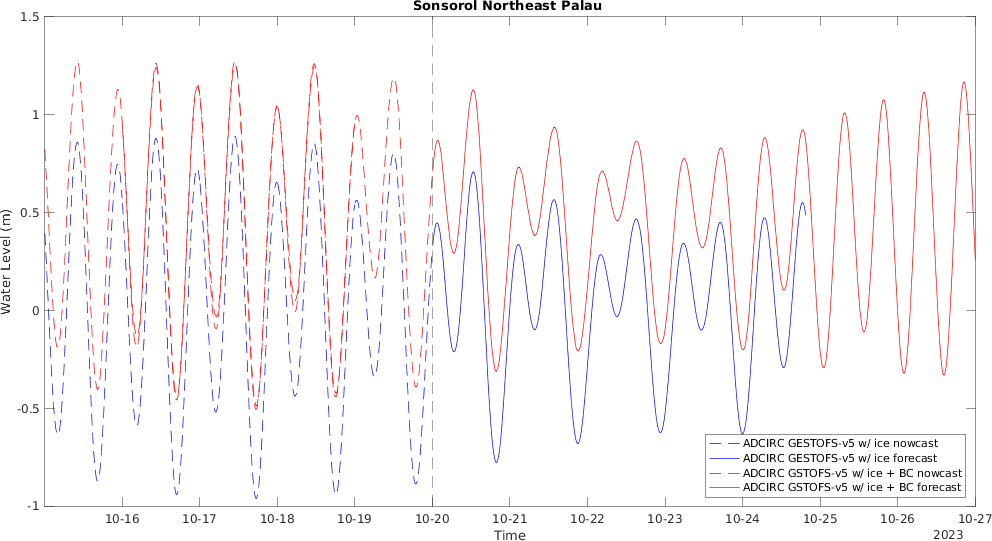 Sonsorol Northeast Palau
1.5
1
0.5
0
-0.5
-1
Water Level (m)
10-16
10-17
10-18
10-19
10-20
10-21
10-22
10-23
10-24
10-25
10-26
10-27
Time
2023
ADCIRC GESTOFS-v5 w/ ice nowcast
ADCIRC GESTOFS-v5 w/ ice forecast
ADCIRC GSTOFS-v5 w/ ice + BC nowcast
ADCIRC GSTOFS-v5 w/ ice + BC forecast